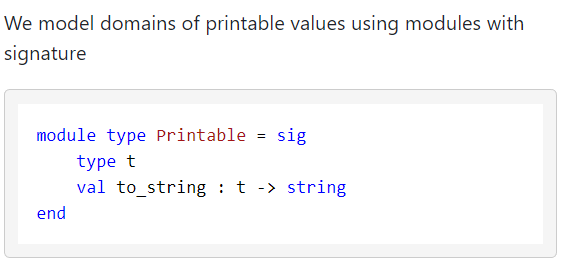 We model domains of printable values using modules with
signature
module type Printable = sig
    type t
    val to_string : t -> string
end